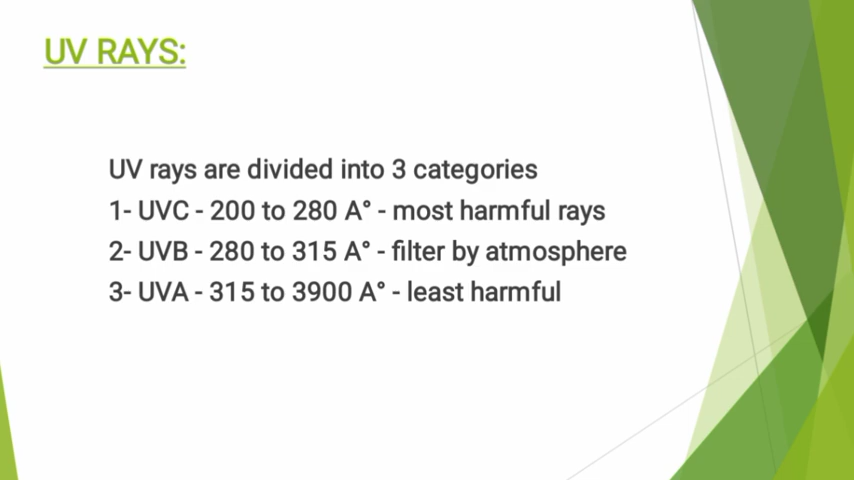 UV RAYS:
UV rays are divided into 3 categories
1- UVC - 200 to 280 A° - most harmful rays
2- UVB - 280 to 315 A° - filter by atmosphere
3- UVA - 315 to 3900 A° - least harmful